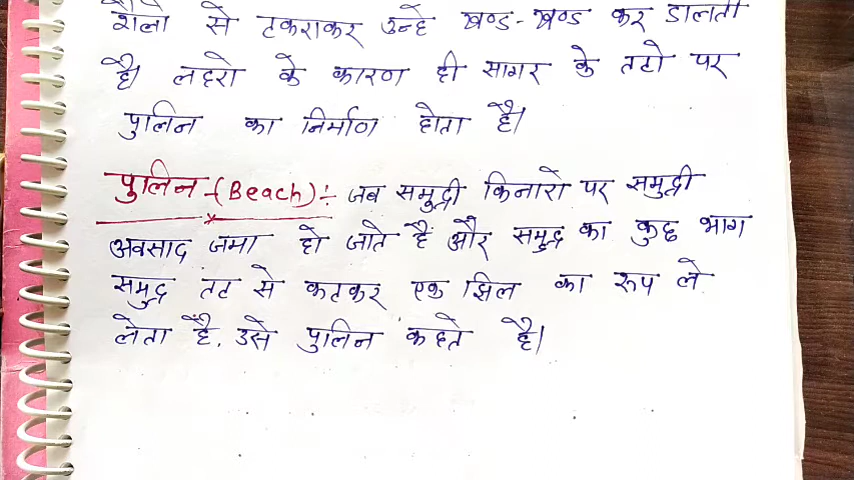 शैलो से टकराकर उन्हे खण्ड-खण्ड कर डालती
है। लहरो के कारण ही सागर के तटो पर
पुलिन का निर्माण होता है।
पुलिन-(Beach):- जब समुद्री किनारों पर समुद्री
अवसाद जमा हो जाते हैं और समुद्र का कुछ भाग
समुद्र तट से कटकर एक झिल का रूप ले
लेता है, उसे पुलिन कहते है।